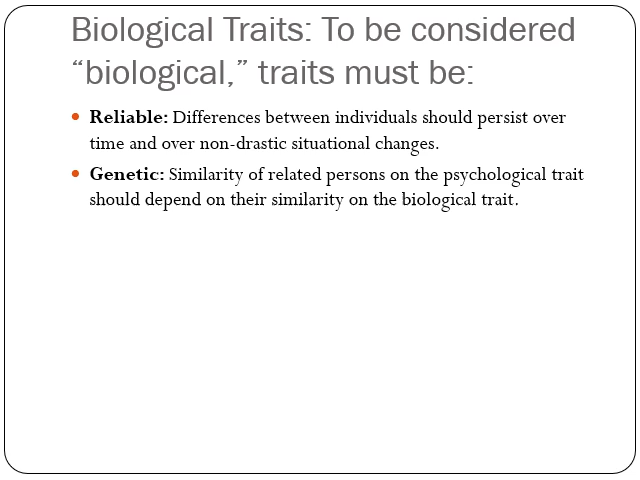 Biological Traits: To be considered
“biological,” traits must be:
• Reliable: Differences between individuals should persist over
time and over non-drastic situational changes.
• Genetic: Similarity of related persons on the psychological trait
should depend on their similarity on the biological trait.